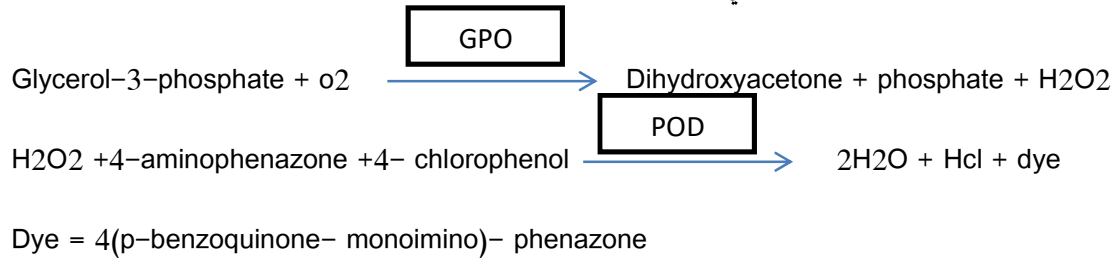 GPO
Glycerol-3-phosphate + o2 Dihydroxyacetone + phosphate + H2O2
POD
H2O2 +4-aminophenazone +4- chlorophenol 2H2O + Hcl + dye
Dye = 4(p-benzoquinone- monoimino)- phenazone